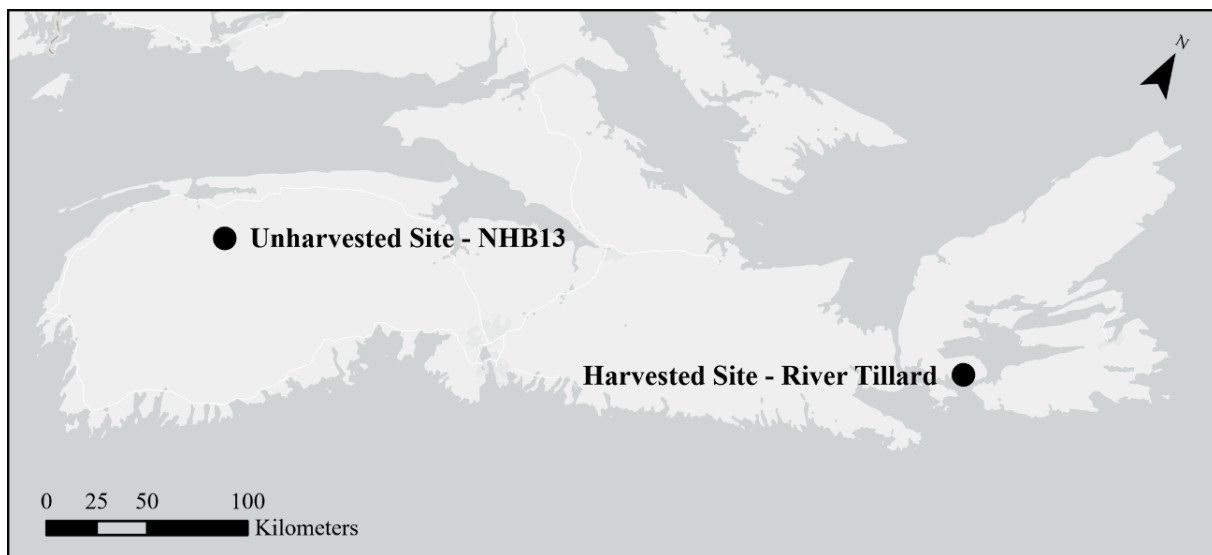 N
Unharvested Site - NHB13
Harvested Site - River Tillard
0 25 50 100
Kilometers